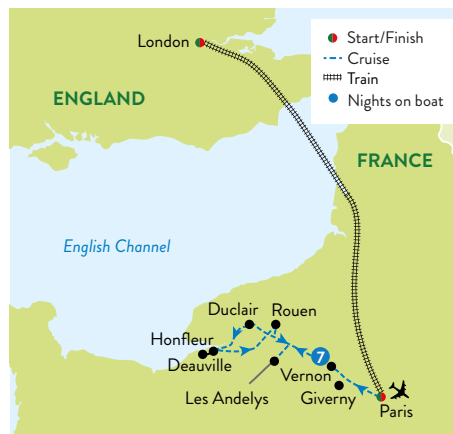 London
Start/Finish
Cruise
Train
Nights on boat
ENGLAND
FRANCE
English Channel
Duclair
Rouen
Honfleur
Deauville
7
Vernon
Les Andelys
Giverny
Paris